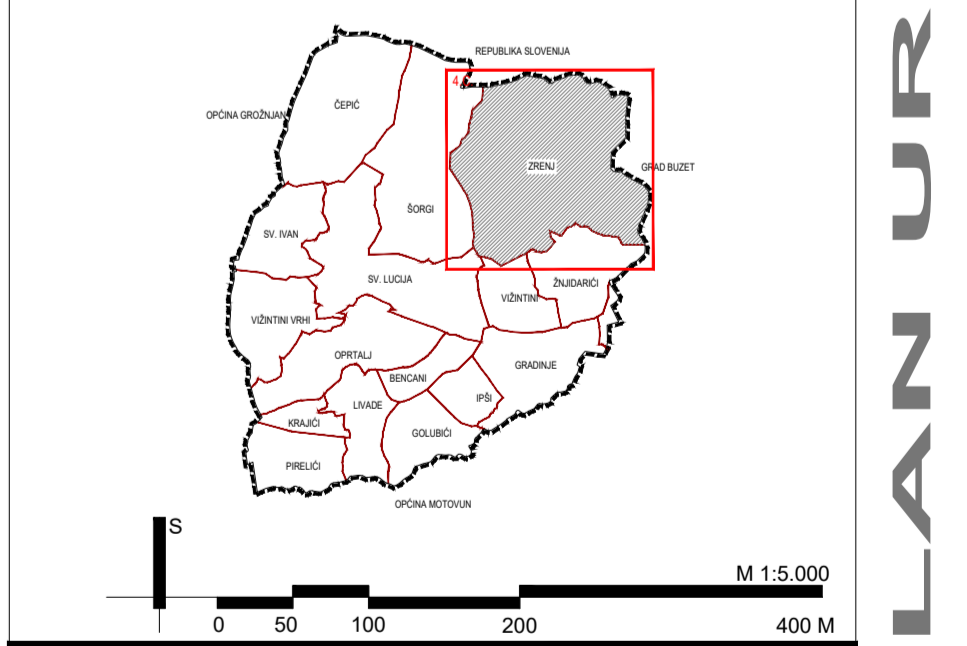 REPUBLIKA SLOVENIJA
4.
ČEPIĆ
OPĆINA GROŽNJAN
ZRENJ
GRAD BUZET
ŠORGI
SV. IVAN
SV. LUCIJA
ŽNJIDARIĆI
VIŽINTINI
VIŽINTINI VRHI
OPRTALJ
GRADINJE
BENCANI
IPŠI
LIVADE
KRAJIĆI
GOLUBIĆI
PIRELIĆI
OPĆINA MOTOVUN
S
M 1:5.000
0 50 100 200 400 M
LAN UR